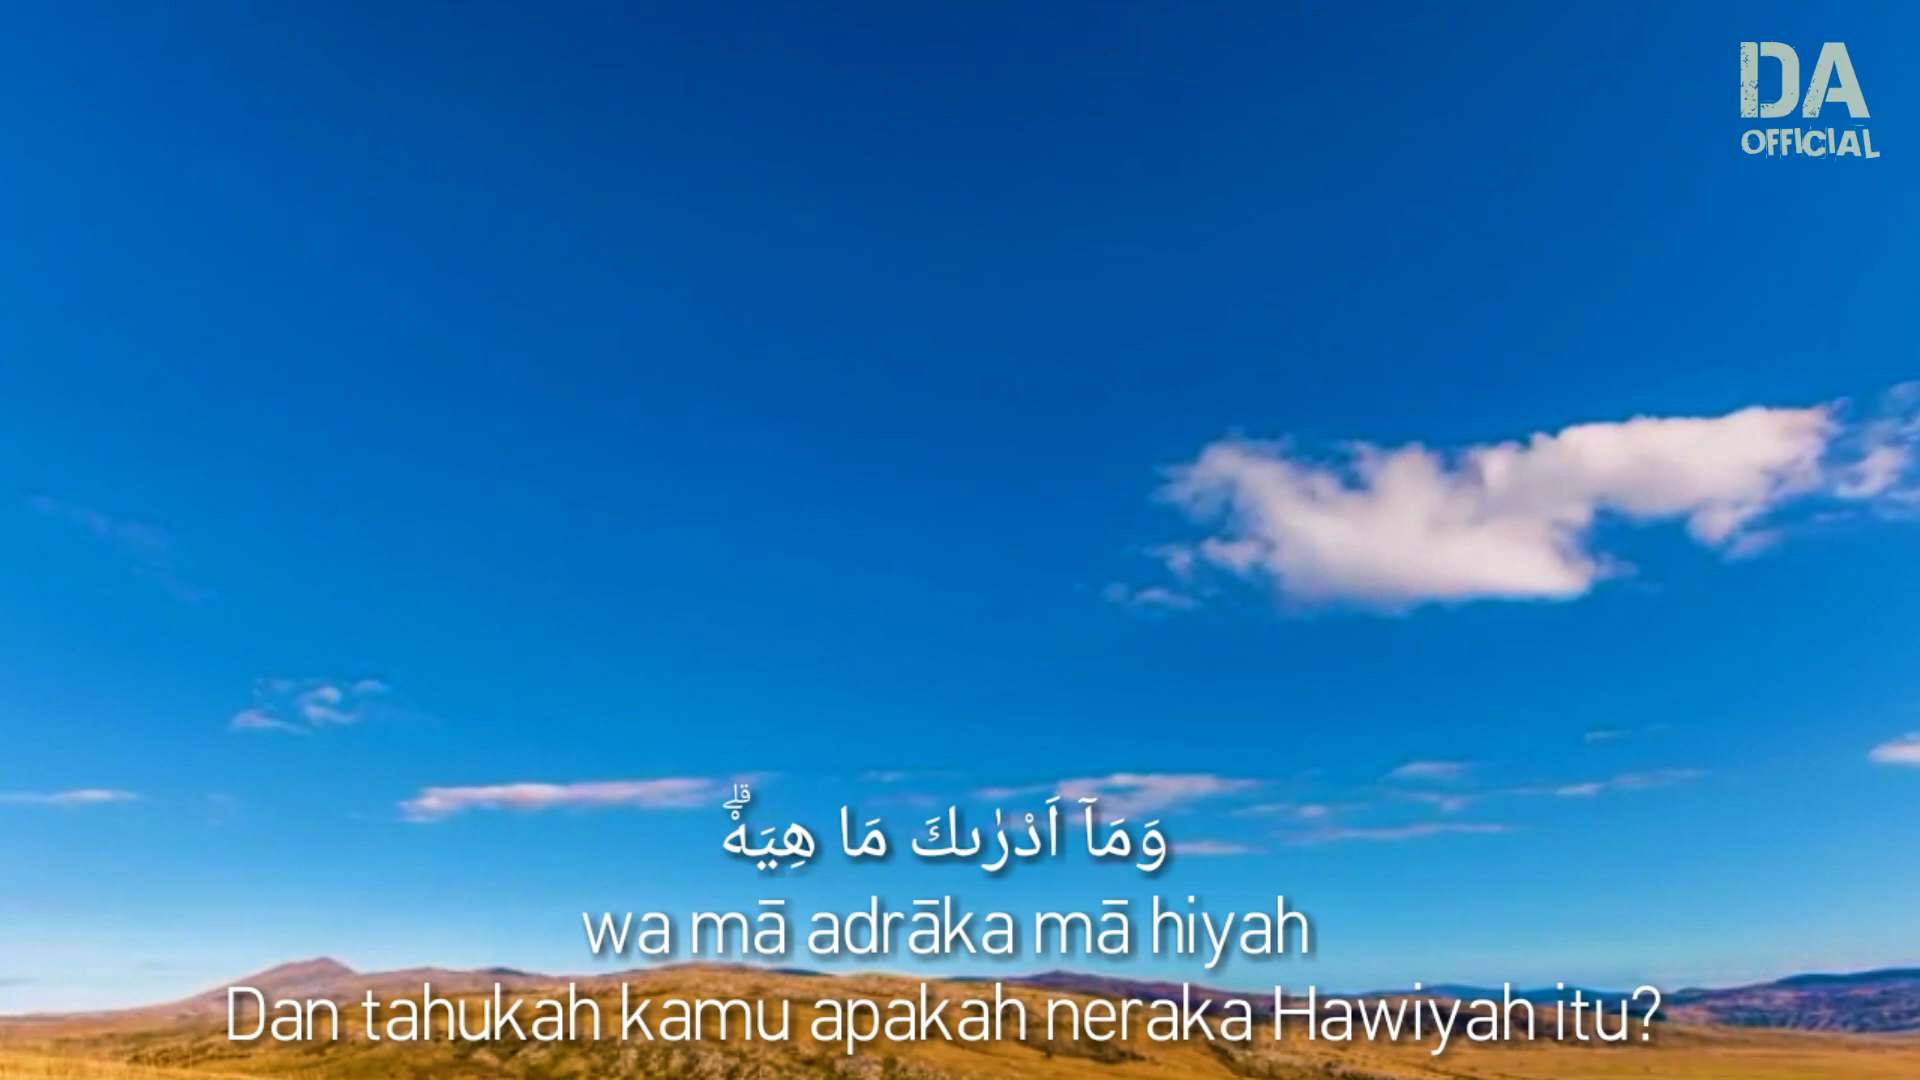 DA
OFFICIAL
وَمَآ اَدْرٰىكَ مَا هِيَهْۗ
wa mā adrāka mā hiyah
Dan tahukah kamu apakah neraka Hawiyah itu?